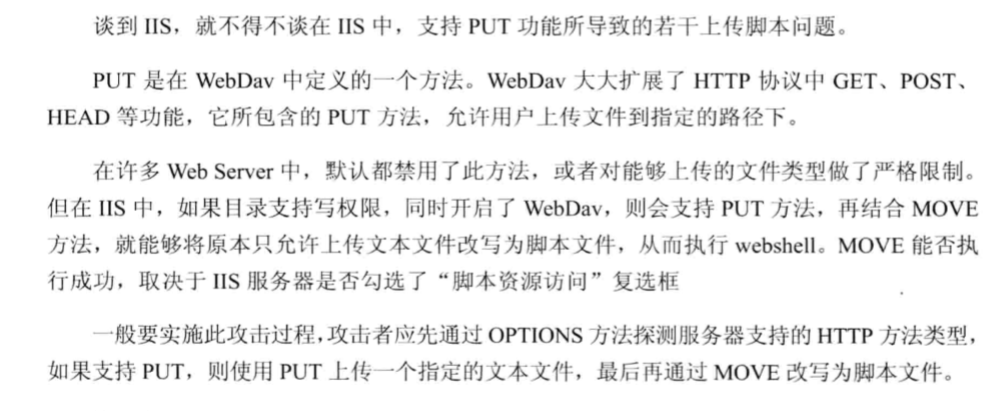 谈到 IIS，就不得不谈在 IIS 中，支持 PUT 功能所导致的若干上传脚本问题。
PUT 是在 WebDav 中定义的一个方法。WebDav 大大扩展了 HTTP 协议中 GET、POST、
HEAD 等功能，它所包含的 PUT 方法，允许用户上传文件到指定的路径下。
在许多 Web Server 中，默认都禁用了此方法，或者对能够上传的文件类型做了严格限制。
但在 IIS 中，如果目录支持写权限，同时开启了 WebDav，则会支持 PUT 方法，再结合 MOVE
方法，就能够将原本只允许上传文本文件改写为脚本文件，从而执行 webshell。MOVE 能否执
行成功，取决于 IIS 服务器是否勾选了“脚本资源访问”复选框
一般要实施此攻击过程，攻击者应先通过 OPTIONS 方法探测服务器支持的 HTTP 方法类型，
如果支持 PUT，则使用 PUT 上传一个指定的文本文件，最后再通过 MOVE 改写为脚本文件。